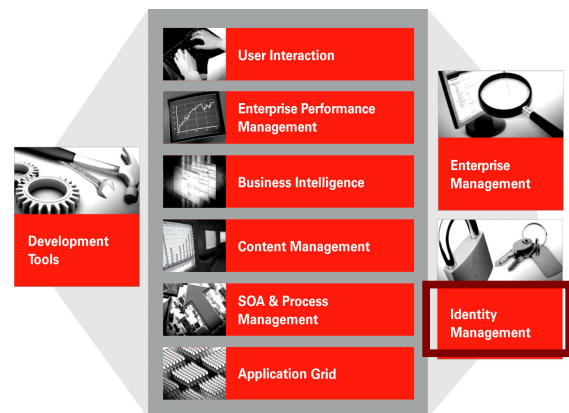 User Interaction
Enterprise Performance
Management
Business Intelligence
Content Management
SOA & Process
Management
Application Grid
Development
Tools
Enterprise
Management
Identity
Management